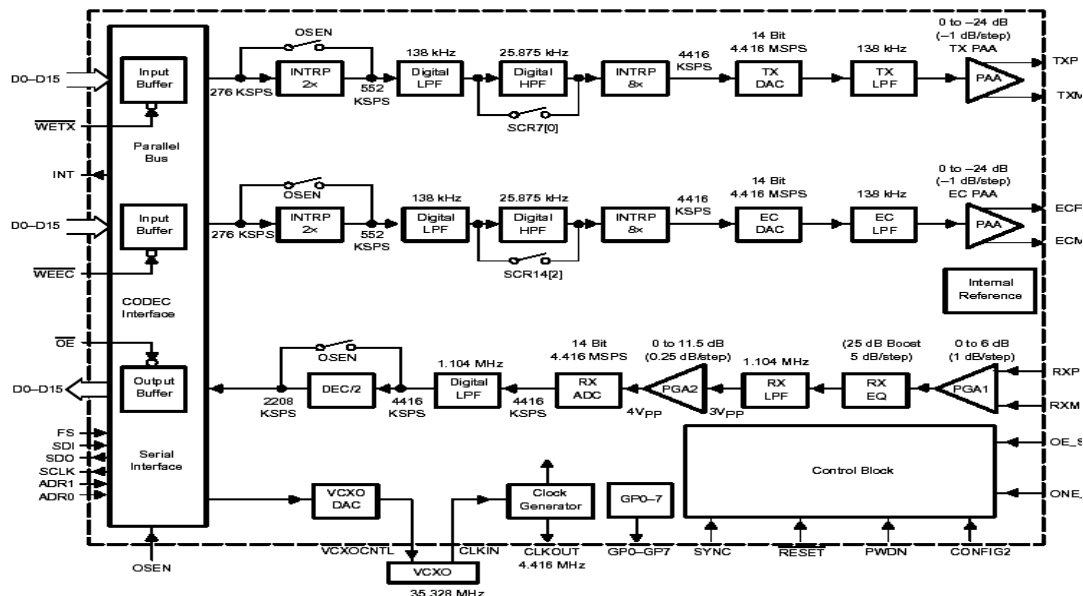 0 to –24 dB
(–1 dB/step)
TX PAA
OSEN
138 kHz
25.875 kHz
14 Bit
4.416 MSPS
138 kHz
4416
KSPS
TXP
D0–D15
Input
Buffer
INTRP
2×
Digital
LPF
Digital
HPF
INTRP
8×
TX
DAC
TX
LPF
PAA
276 KSPS
552
KSPS
TXM
SCR7[0]
WETX
Parallel
Bus
INT
0 to –24 dB
(–1 dB/step)
EC PAA
OSEN
138 kHz
25.875 kHz
14 Bit
4.416 MSPS
138 kHz
4416
KSPS
D0–D15
Input
Buffer
INTRP
2×
Digital
LPF
Digital
HPF
INTRP
8×
EC
DAC
EC
LPF
PAA
276 KSPS
552
KSPS
ECM
SCR14[2]
WEEC
Internal
Reference
CODEC
Interface
OE
OSEN
1.104 MHz
14 Bit
4.416 MSPS
0 to 11.5 dB
(0.25 dB/step)
1.104 MHz
(25 dB Boost
5 dB/step)
0 to 6 dB
(1 dB/step)
RXP
D0–D15
Output
Buffer
DEC/2
Digital
LPF
RX
ADC
PGA2
RX
LPF
RX
EQ
PGA1
2208
KSPS
4416
KSPS
4416
KSPS
4VPP
3VPP
RXM
FS
SDI
SDO
SCLK
ADR1
ADR0
Serial
Interface
Control Block
VCXO
DAC
Clock
Generator
GP0–7
OSEN
VCXOCNTL
CLKIN
CLKOUT
4.416 MHz
GP0–GP7
SYNC
RESET
PWDN
CONFIG2
VCXO
35.328 MHz